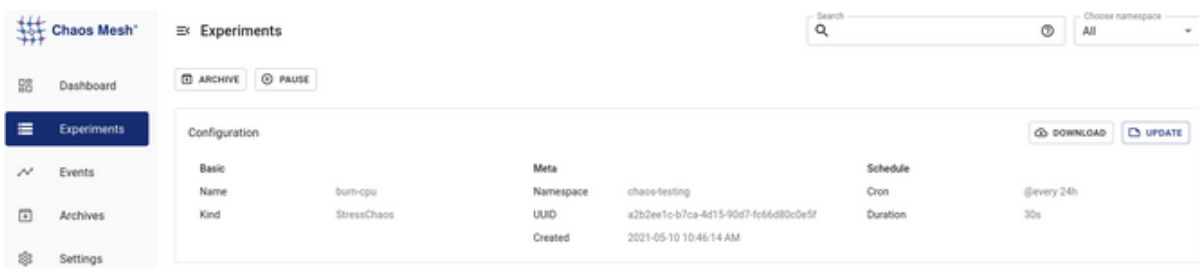 Chaos Mesh®
Experiments
Search
Choose namespace
All
Dashboard
Experiments
Events
Archives
Settings
ARCHIVE PAUSE
Configuration
DOWNLOAD UPDATE
Basic
Name burn-cpu
Kind StressChaos
Meta
Namespace chaos-testing
UUID a2b2ee1c-b7ca-4d15-90d7-fc66d80c0e5f
Created 2021-05-10 10:46:14 AM
Schedule
Cron @every 24h
Duration 30s